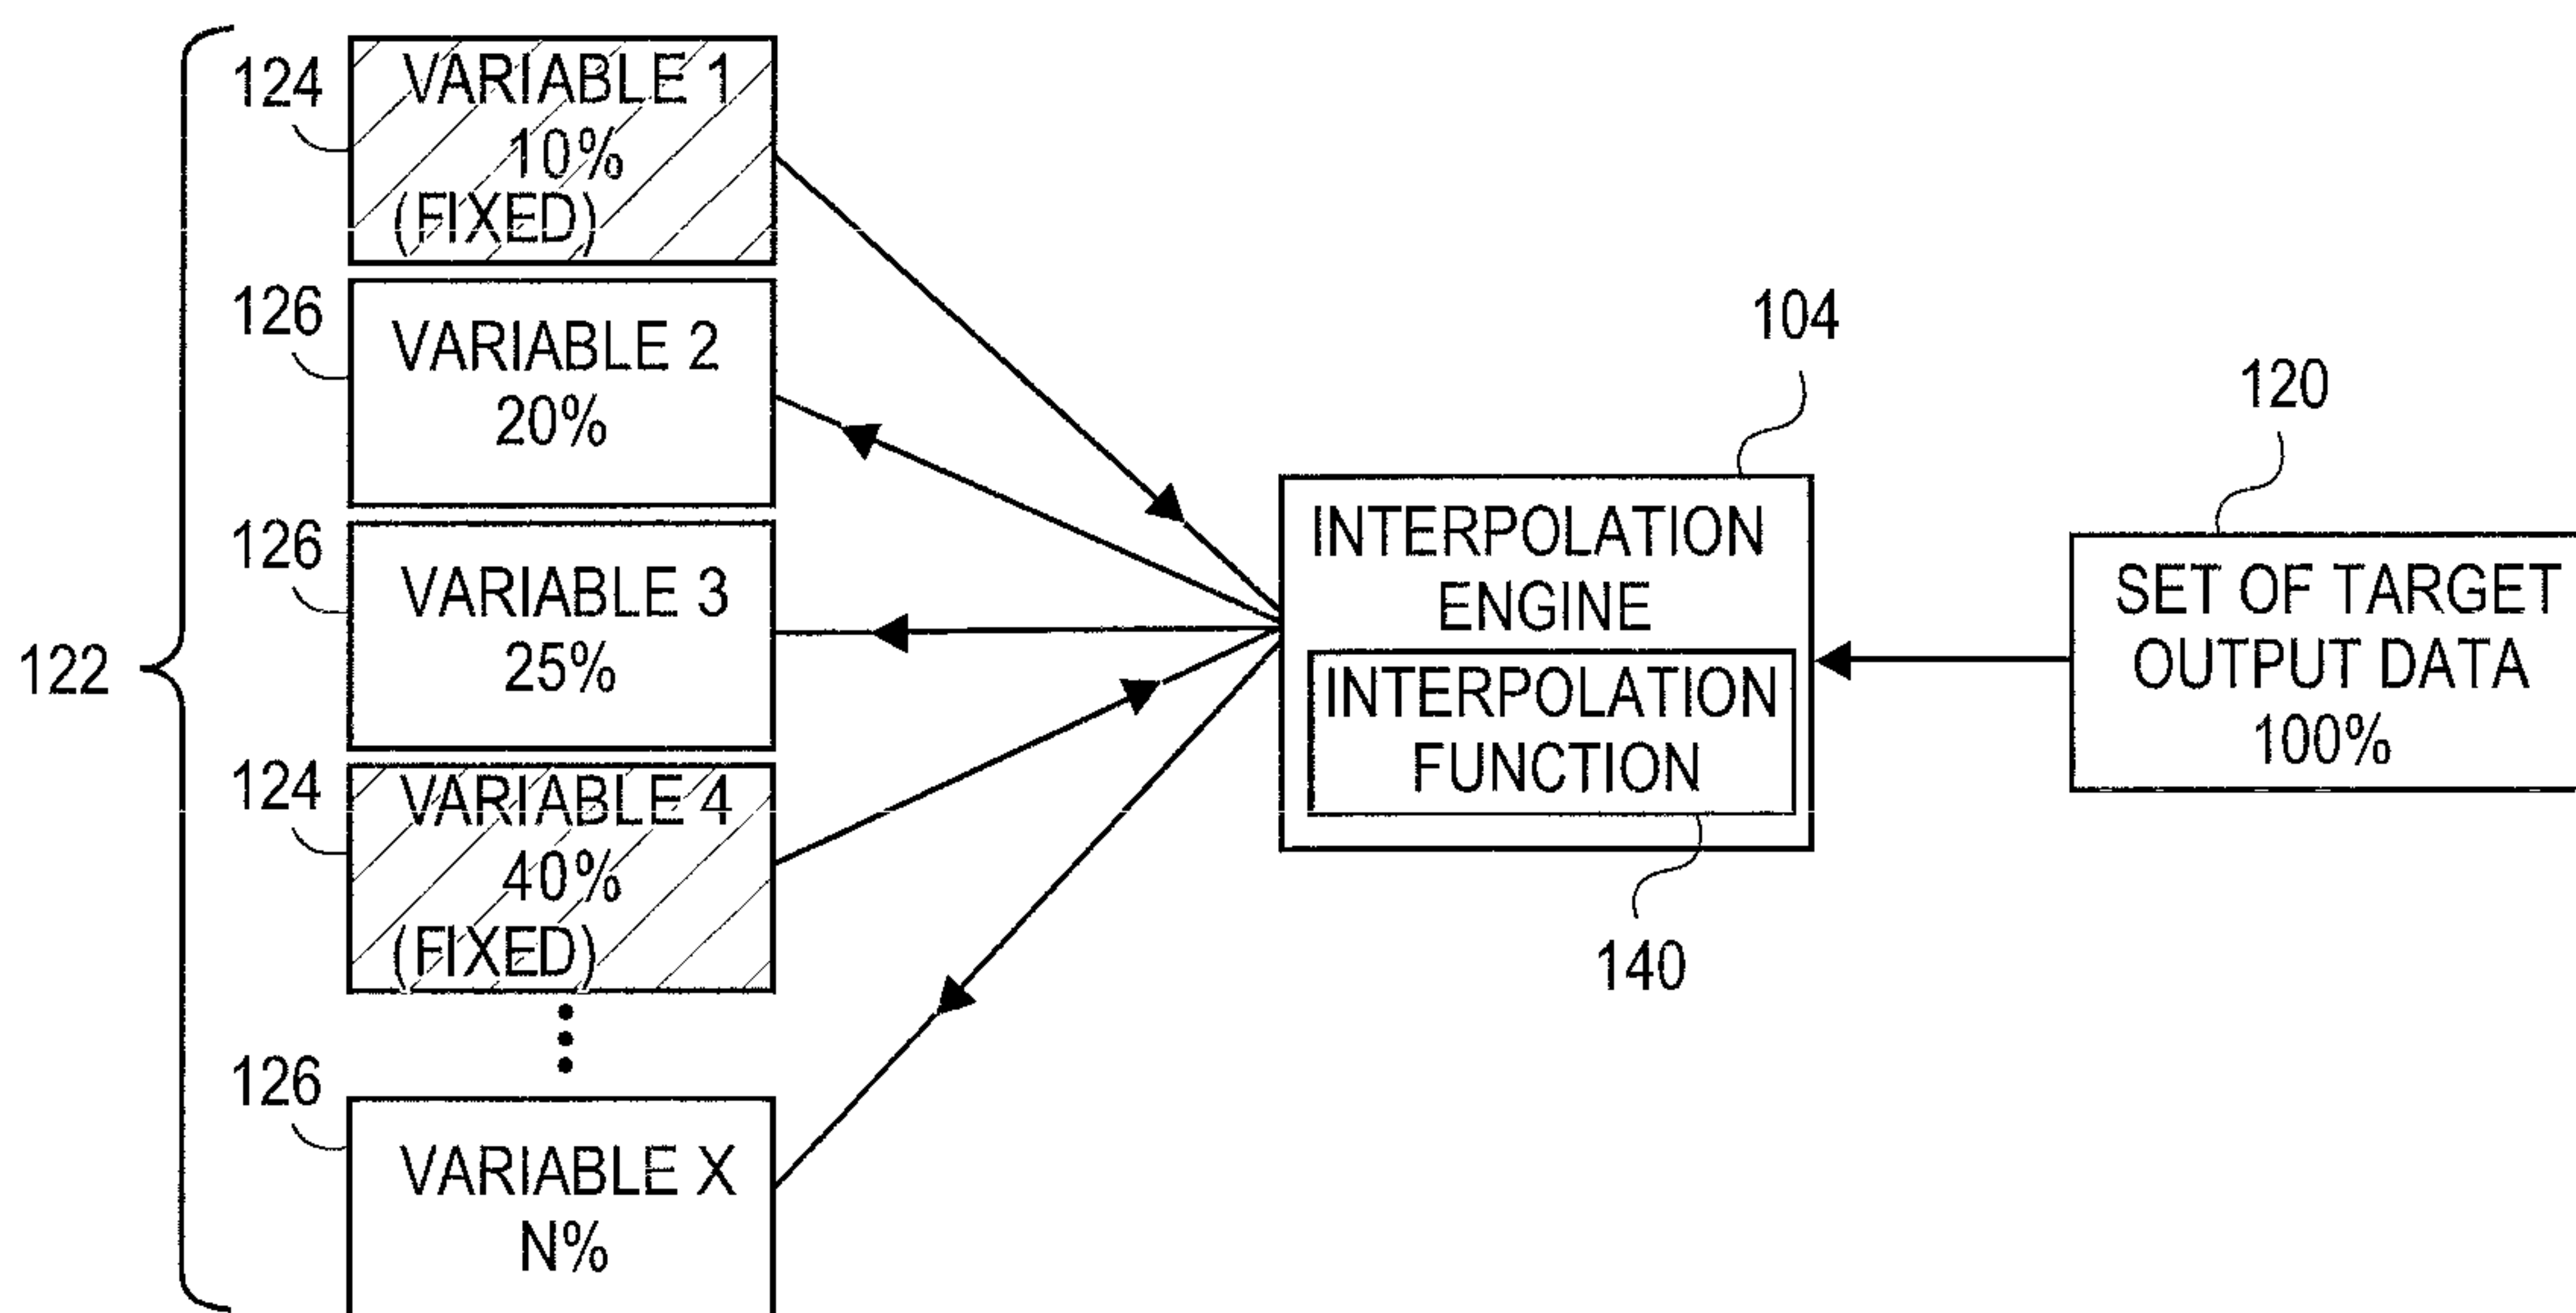 124
VARIABLE 1
10%
(FIXED)
126
VARIABLE 2
20%
126
VARIABLE 3
25%
122
124
VARIABLE 4
40%
(FIXED)
126
VARIABLE X
N%
104
INTERPOLATION
ENGINE
INTERPOLATION
FUNCTION
140
120
SET OF TARGET
OUTPUT DATA
100%